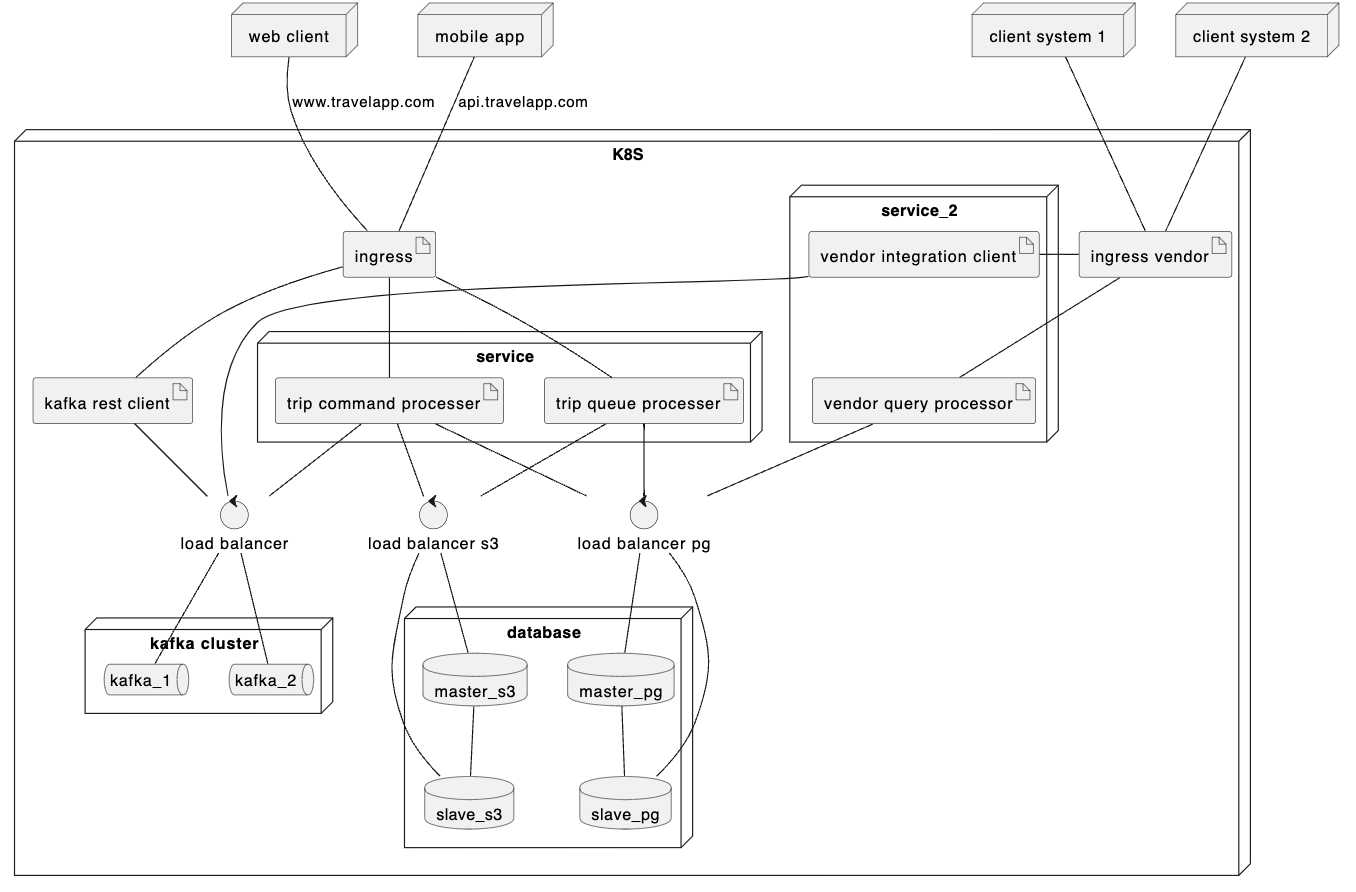 web client
mobile app
client system 1
client system 2
www.travelapp.com
api.travelapp.com
K8S
service_2
ingress
vendor integration client
ingress vendor
service
kafka rest client
trip command processer
trip queue processer
vendor query processor
load balancer
load balancer s3
load balancer pg
kafka cluster
database
kafka_1
kafka_2
master_s3
master_pg
slave_s3
slave_pg